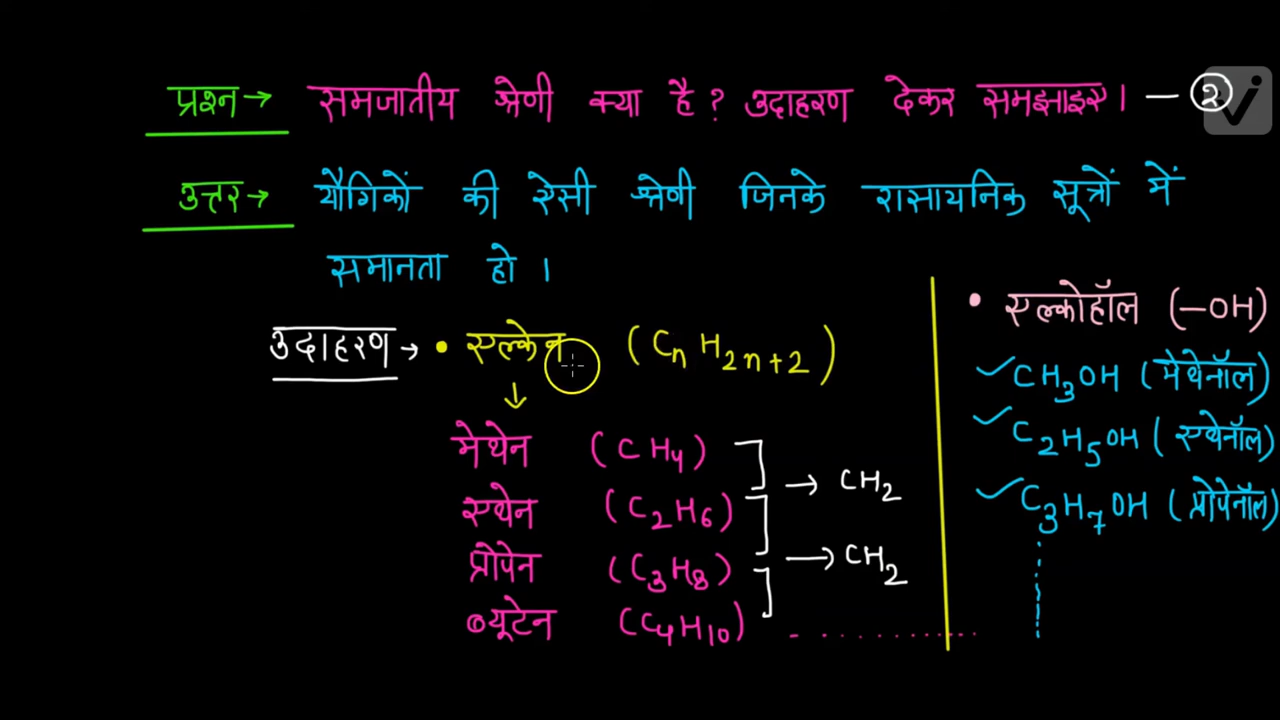 प्रश्न→ समजातीय श्रेणी क्या है? उदाहरण देकर समझाइए। — 2
उत्तर→ यौगिकों की ऐसी श्रेणी जिनके रासायनिक सूत्रों में
समानता हो।
उदाहरण→ • एल्केन (CnH2n+2)
↓
मेथेन (CH4)
एथेन (C2H6)
प्रोपेन (C3H8)
ब्यूटेन (C4H10) ..........
→ CH2
→ CH2
• एल्कोहॉल (–OH)
✓CH3OH (मेथेनॉल)
✓C2H5OH (एथेनॉल)
✓C3H7OH (प्रोपेनॉल)